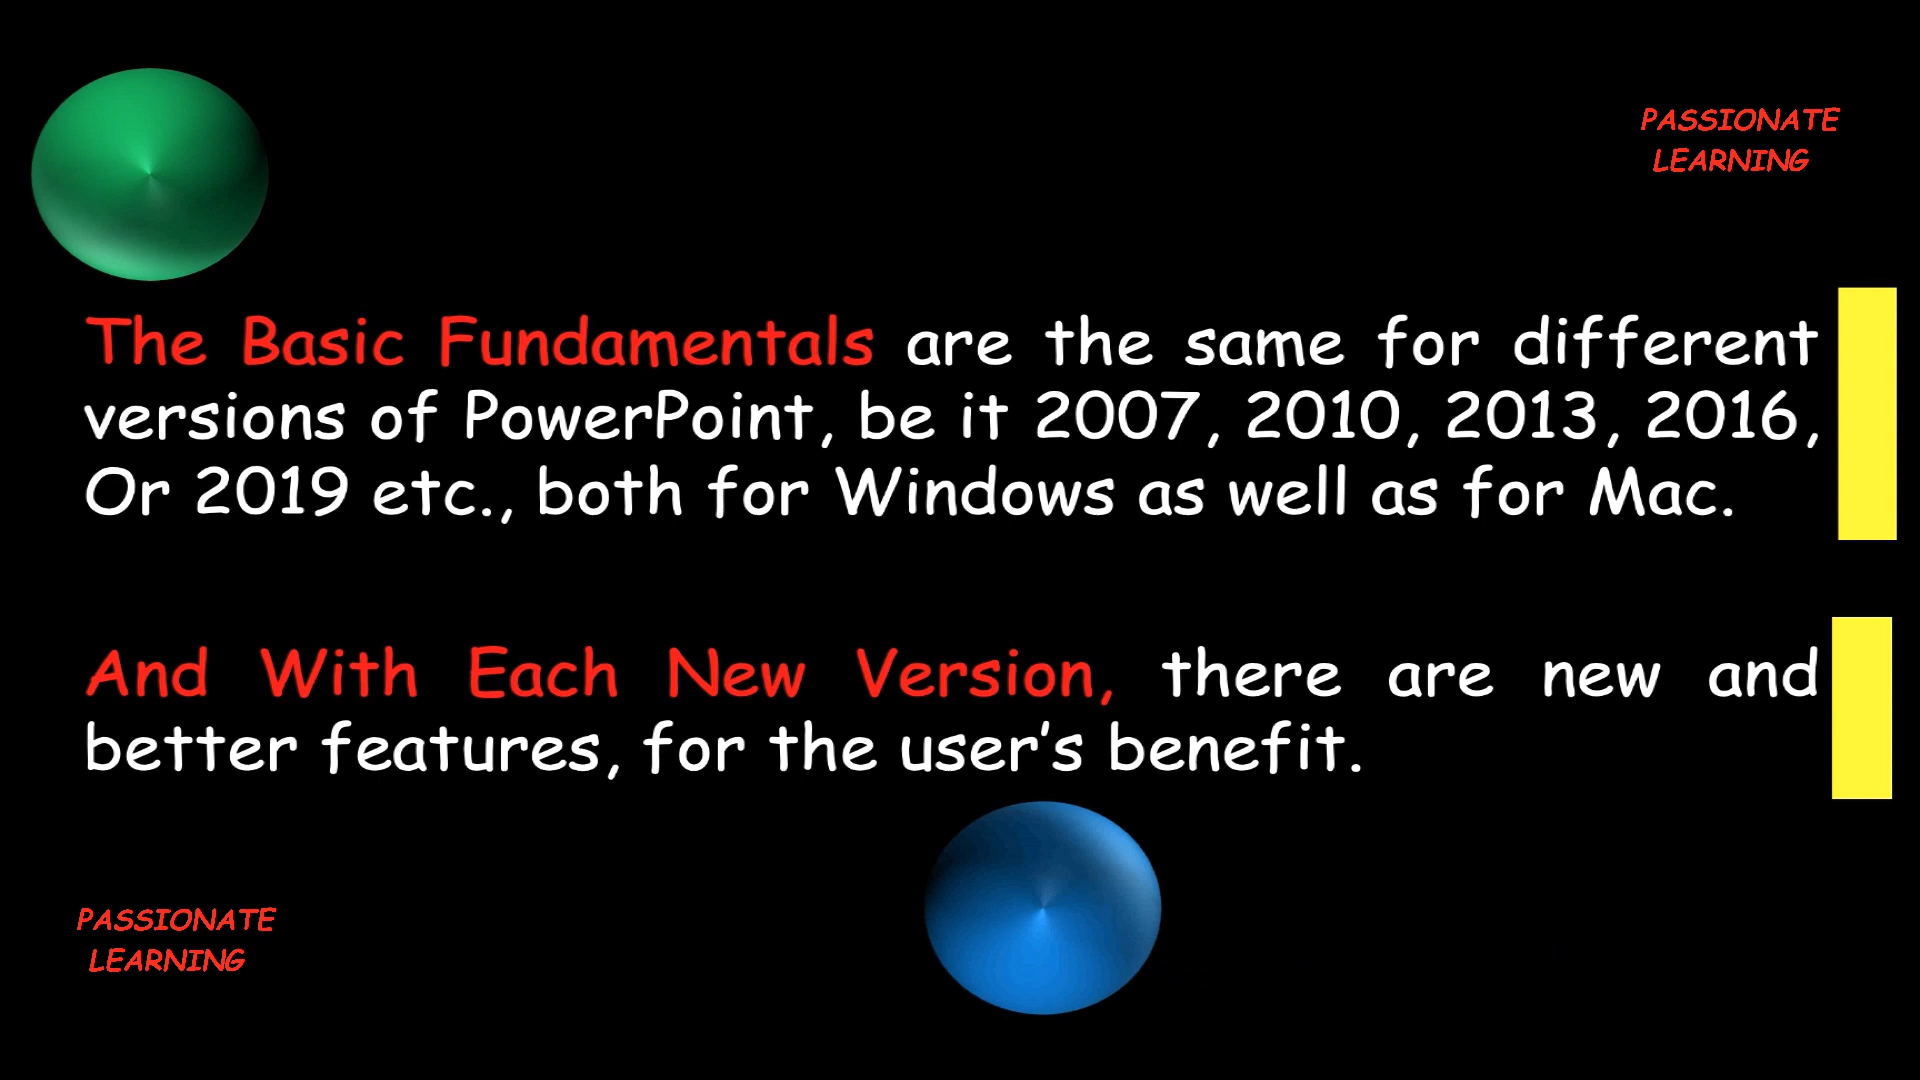 PASSIONATE
LEARNING
The Basic Fundamentals are the same for different
versions of PowerPoint, be it 2007, 2010, 2013, 2016,
Or 2019 etc., both for Windows as well as for Mac.
And With Each New Version, there are new and
better features, for the user’s benefit.
PASSIONATE
LEARNING